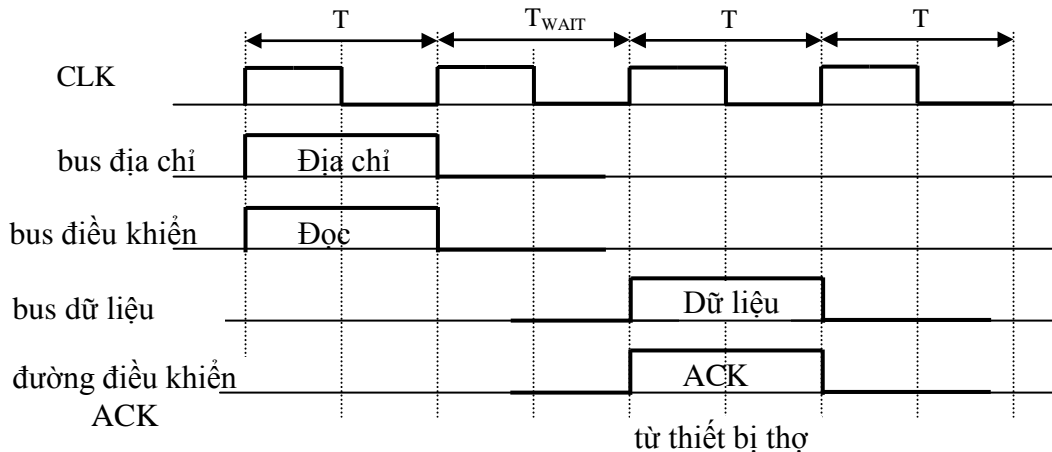 T T_WAIT T T
CLK
bus địa chỉ Địa chỉ
bus điều khiển Đọc
bus dữ liệu Dữ liệu
đường điều khiển ACK
ACK
từ thiết bị thợ